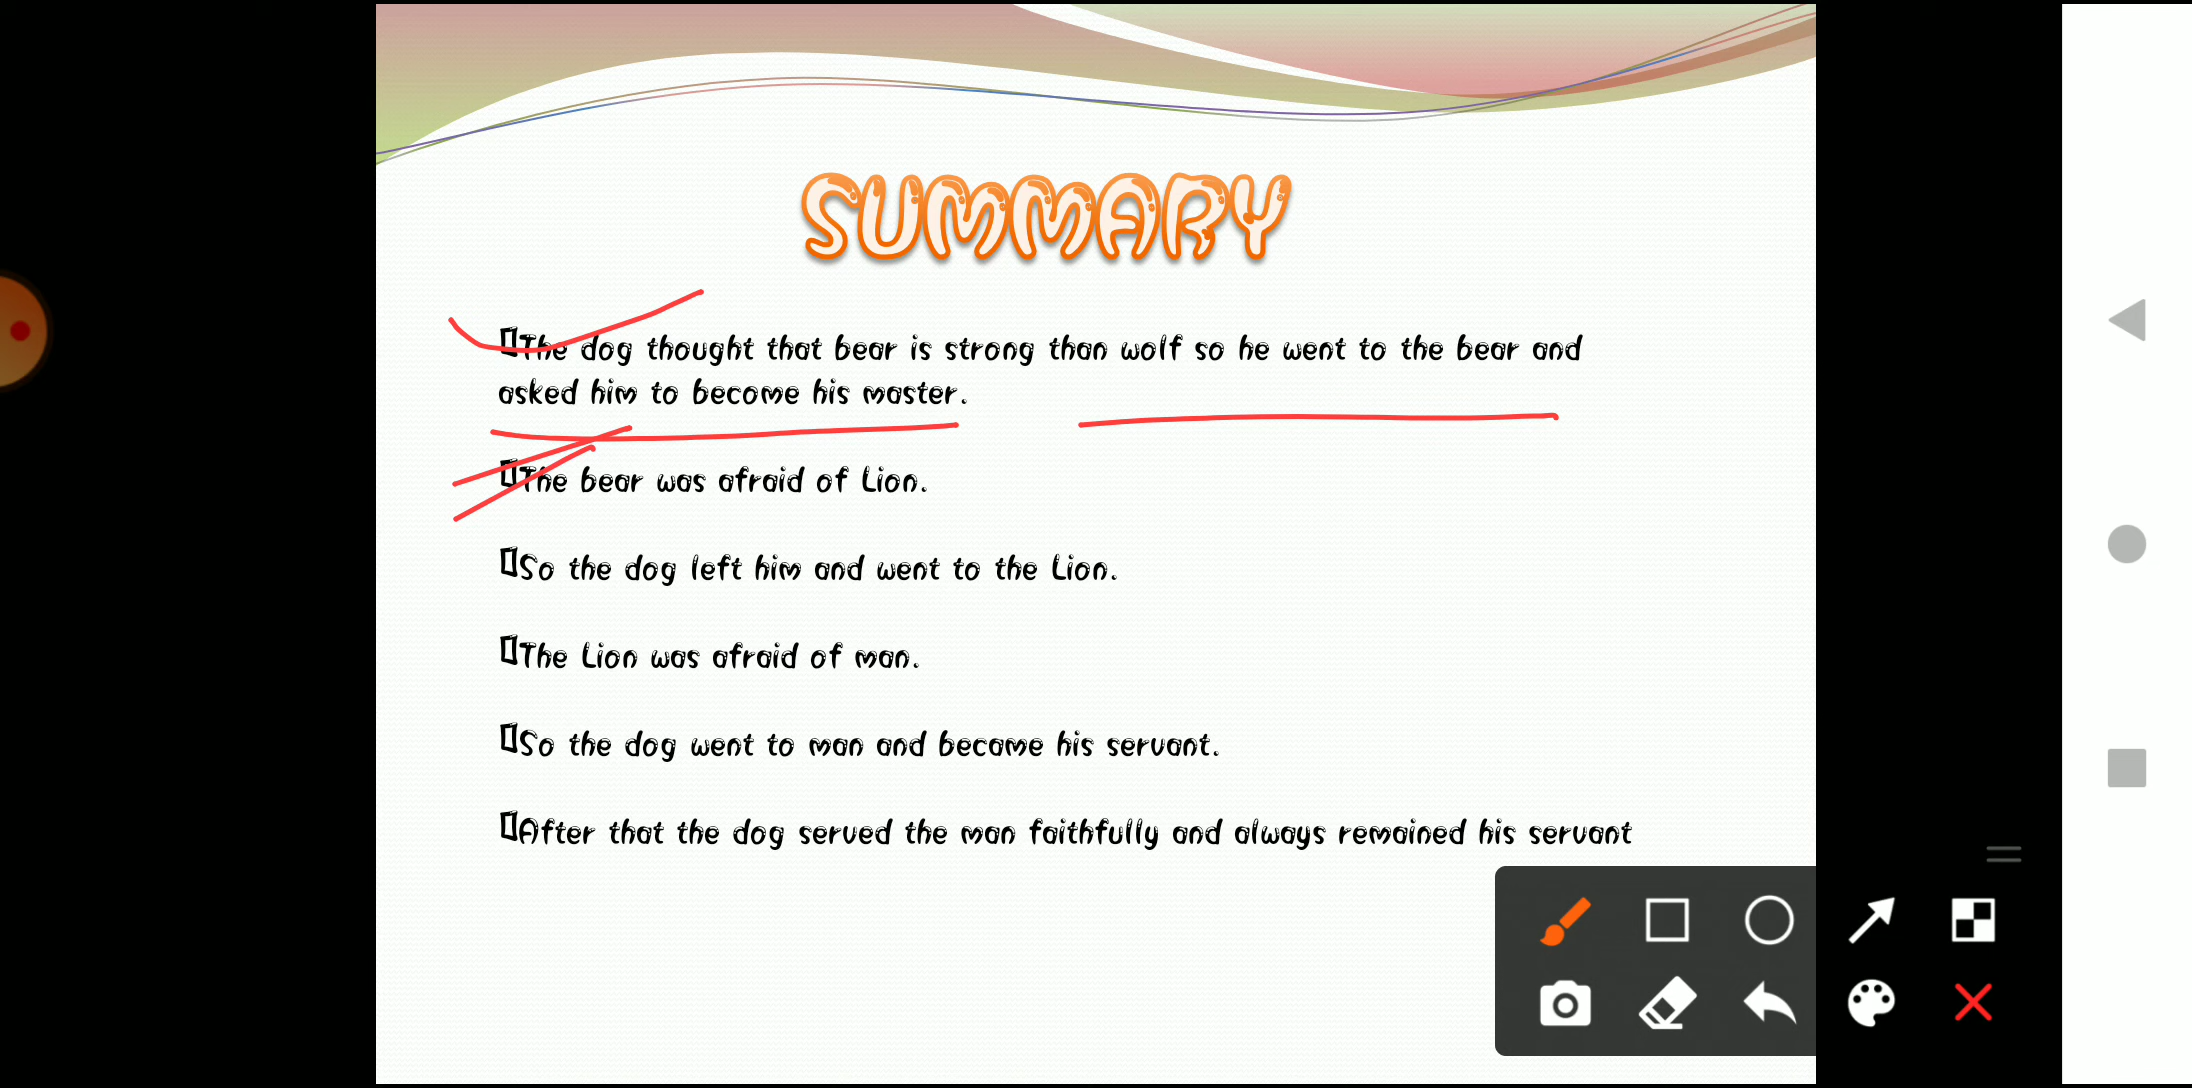 SUMMARY
The dog thought that bear is strong than wolf so he went to the bear and
asked him to become his master.
The bear was afraid of Lion.
So the dog left him and went to the Lion.
The Lion was afraid of man.
So the dog went to man and became his servant.
After that the dog served the man faithfully and always remained his servant